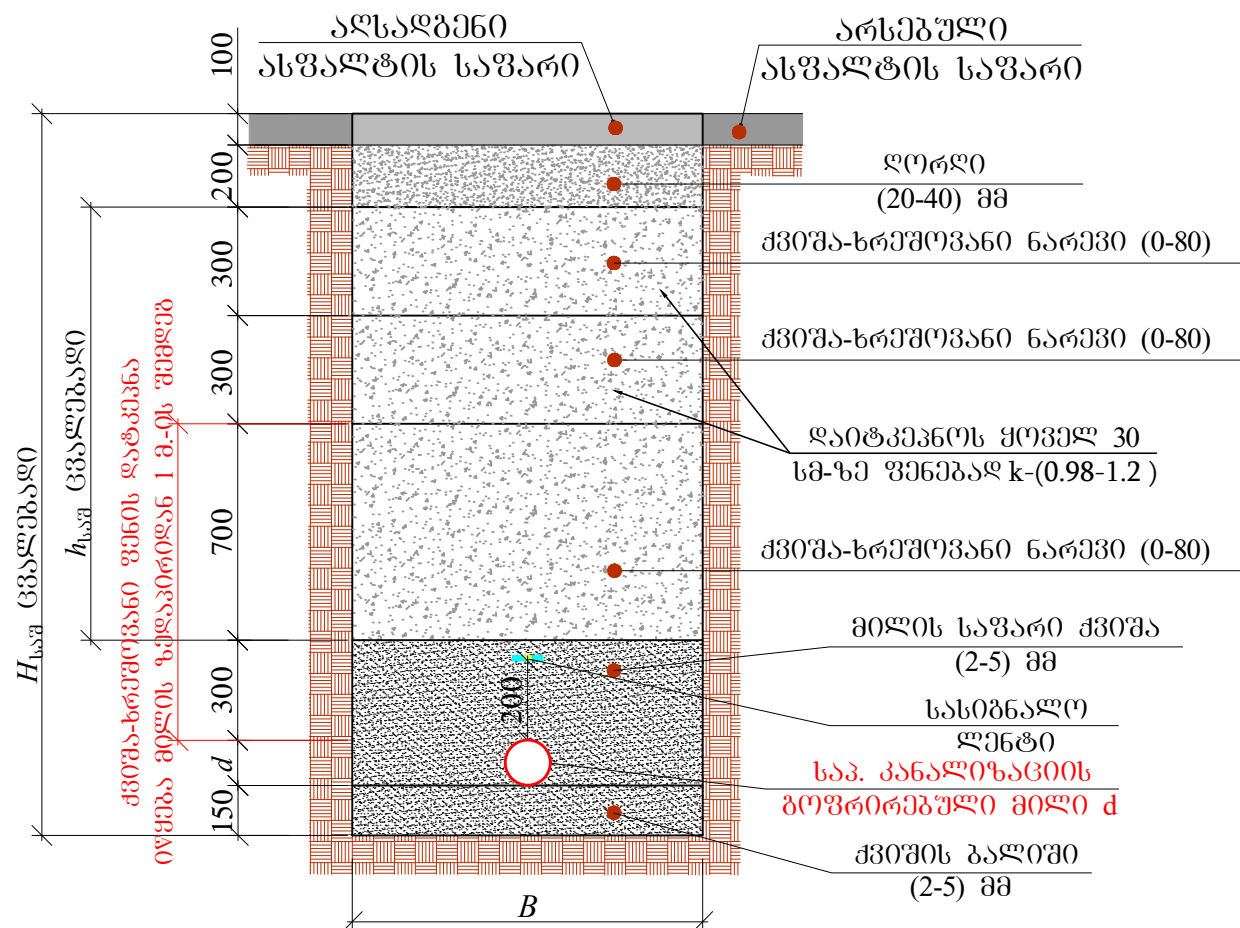 აღსადგენი
ასფალტის საფარი
არსებული
ასფალტის საფარი
ღორღი
(20-40) მმ
ქვიშა-ხრეშოვანი ნარევი (0-80)
ქვიშა-ხრეშოვანი ნარევი (0-80)
დაიტკეპნოს ყოველ 30
სმ-ზე ფენებად k-(0.98-1.2 )
ქვიშა-ხრეშოვანი ნარევი (0-80)
მილის საფარი ქვიშა
(2-5) მმ
სასიგნალო
ლენტი
საპ. კანალიზაციის
გოფრირებული მილი d
ქვიშის ბალიში
(2-5) მმ
100
200
300
300
700
300
d
150
200
B
Hსაშ ცვალებადი
hსაშ ცვალებადი
ქვიშა-ხრეშოვანი ფენის დატკეპნა
იწყება მილის ზედაპირიდან 1 მ.-ის შემდეგ